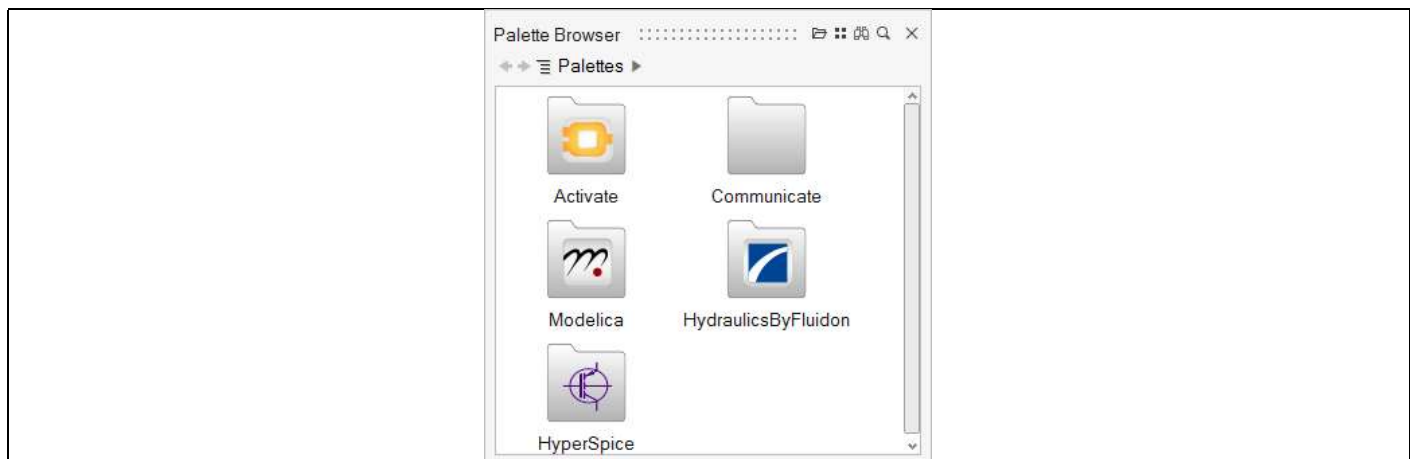 Palette Browser
Palettes
Activate Communicate
Modelica HydraulicsByFluidon
HyperSpice